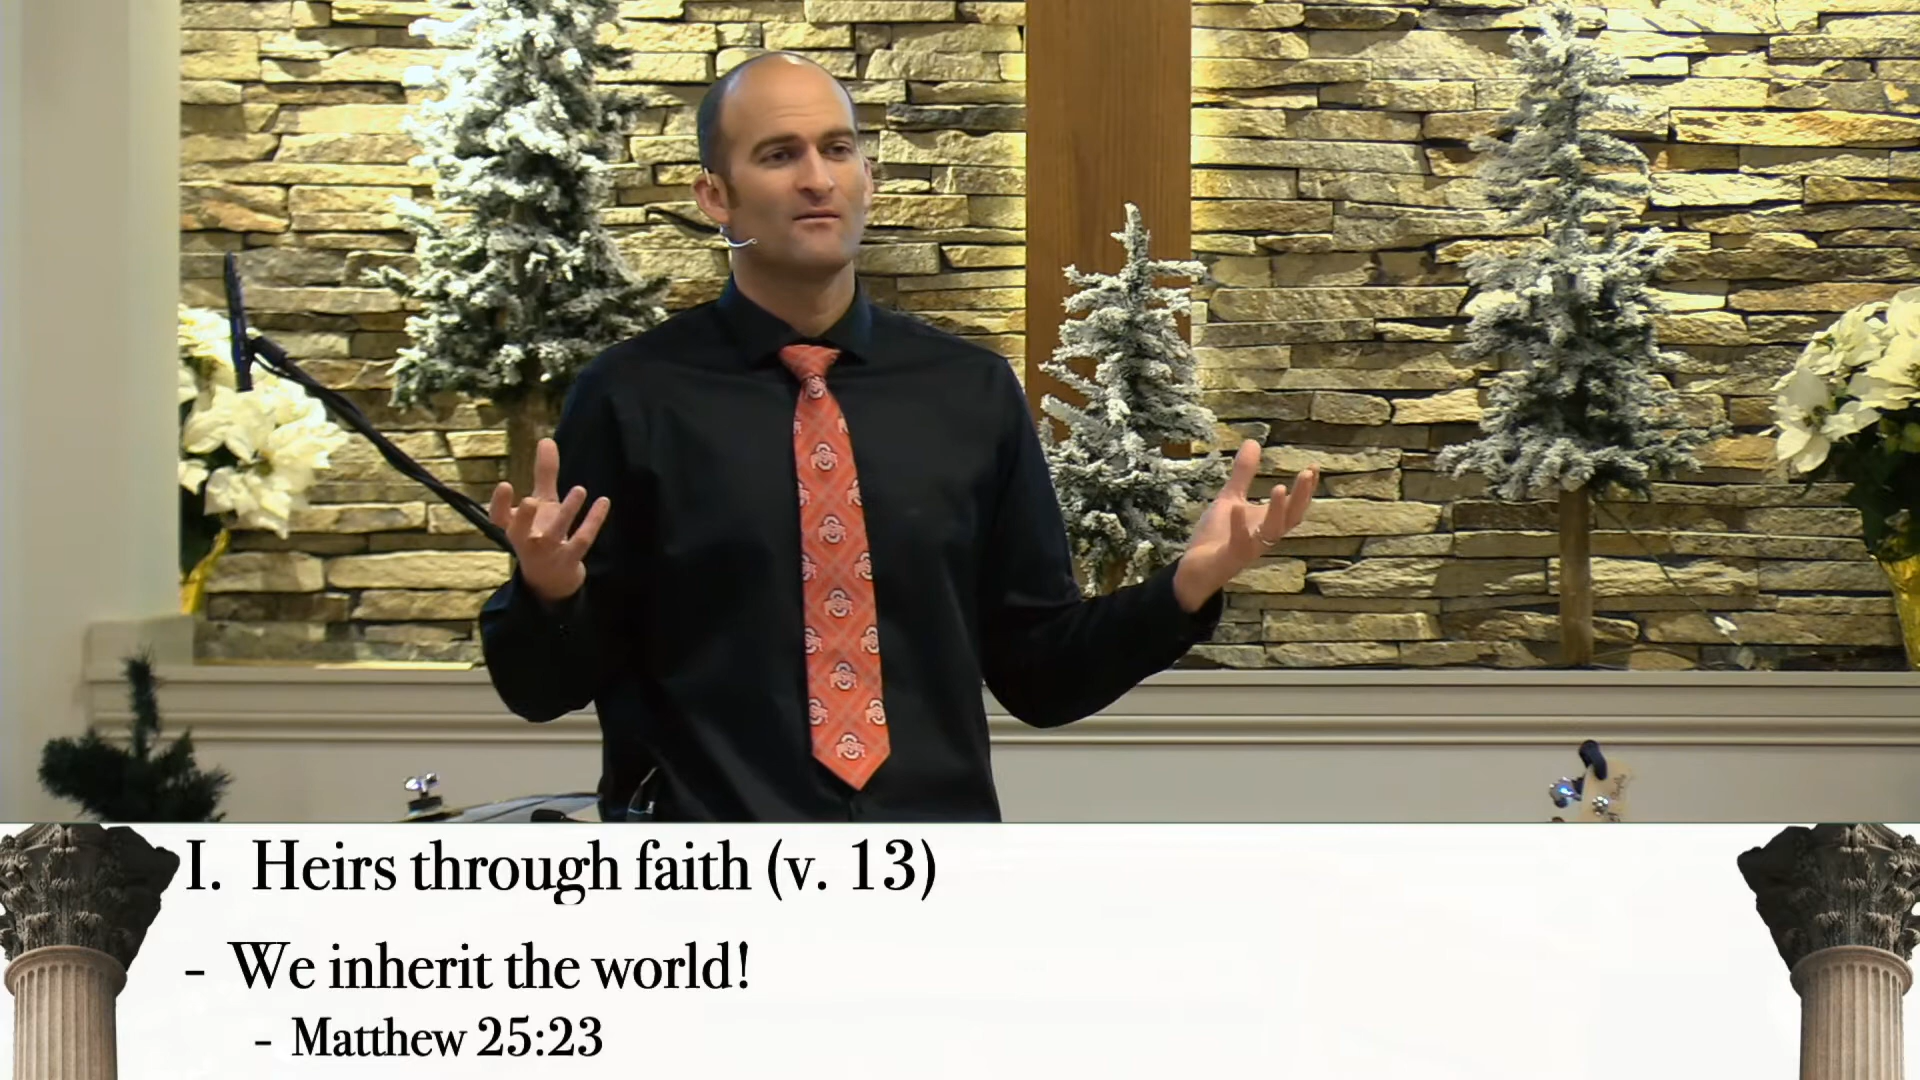 I. Heirs through faith (v. 13)
- We inherit the world!
- Matthew 25:23